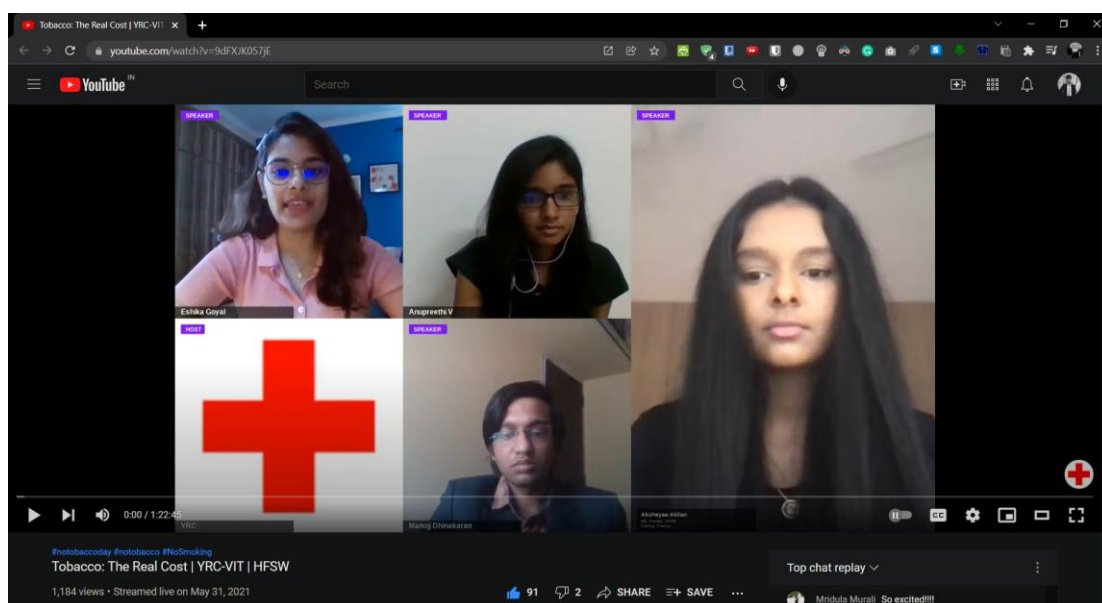 Tobacco: The Real Cost | YRC-VIT
youtube.com/watch?v=9dFXJK057jE
YouTube IN
Search
SPEAKER
SPEAKER
SPEAKER
Eshika Goyal
Anupreethi V
HOST
SPEAKER
YRC
Manoj Dhinakaran
Aksheyaa Akilan
0:00 / 1:22:45
CC
#notobaccoday #notobacco #NoSmoking
Tobacco: The Real Cost | YRC-VIT | HFSW
1,184 views • Streamed live on May 31, 2021
91
2
SHARE
SAVE
Top chat replay
Mridula Murali So excited!!!!